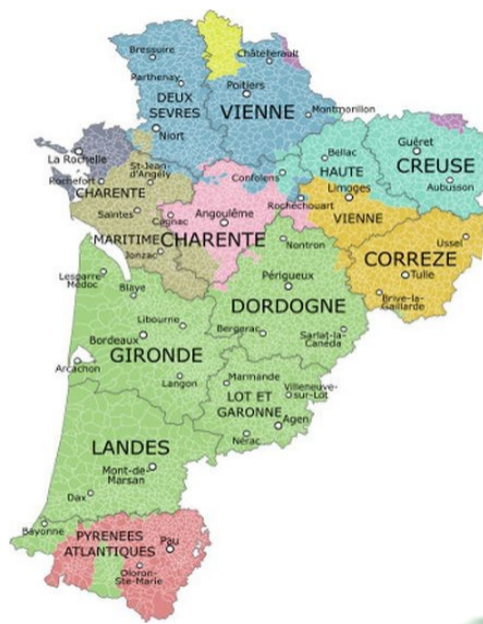 Bressuire
Châtellerault
Parthenay
Poitiers
DEUX
SEVRES
VIENNE
Montmorillon
Niort
La Rochelle
St-Jean-
d'Angély
Bellac
Guéret
CREUSE
HAUTE
Confolens
Aubusson
Rochefort
CHARENTE
Limoges
Rochechouart
Saintes
Cognac
Angoulême
VIENNE
MARITIME
CHARENTE
Ussel
Jonzac
Nontron
CORREZE
Tulle
Lesparre
Médoc
Blaye
Périgueux
Brive-la-
Gaillarde
DORDOGNE
Libourne
Bergerac
Sarlat-la-
Canéda
Bordeaux
GIRONDE
Arcachon
Langon
Marmande
Villeneuve-
sur-Lot
LOT ET
GARONNE
Agen
Nérac
LANDES
Mont-de-
Marsan
Dax
Bayonne
PYRENEES
ATLANTIQUES
Pau
Oloron-
Ste-Marie